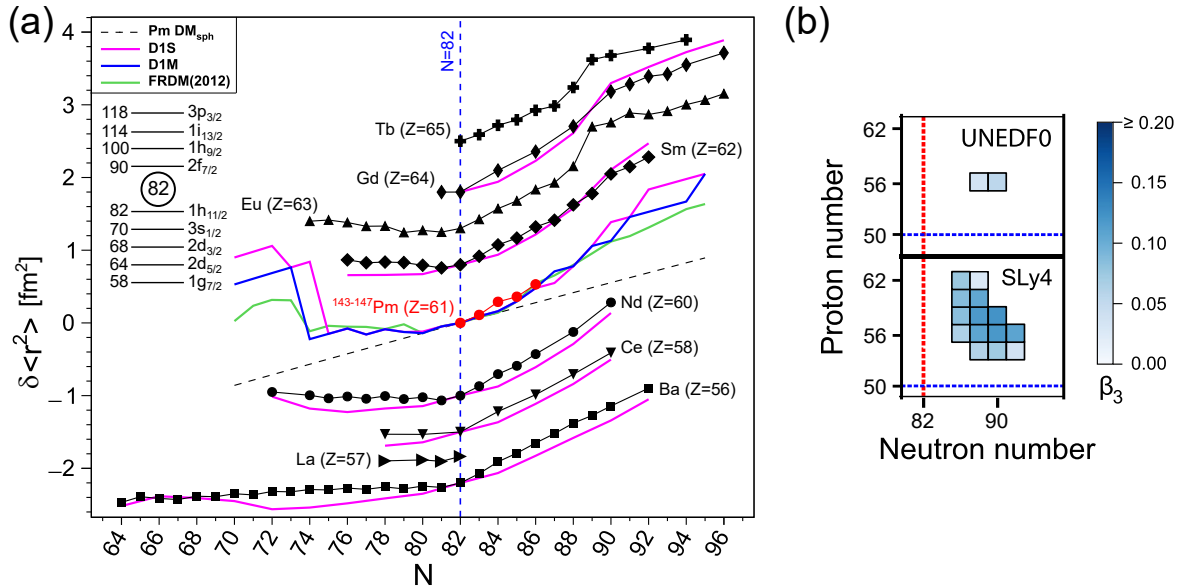 (a)
Pm DM_sph
D1S
D1M
FRDM(2012)
118 3p3/2
114 1i13/2
100 1h9/2
90 2f7/2
82
82 1h11/2
70 3s1/2
68 2d3/2
64 2d5/2
58 1g7/2
N=82
Tb (Z=65)
Gd (Z=64)
Eu (Z=63)
Sm (Z=62)
143-147Pm (Z=61)
Nd (Z=60)
Ce (Z=58)
Ba (Z=56)
La (Z=57)
δ<r²> [fm²]
4
3
2
1
0
−1
−2
64 66 68 70 72 74 76 78 80 82 84 86 88 90 92 94 96
N
(b)
UNEDF0
SLy4
Proton number
62
56
50
Proton number
62
56
50
82 90
Neutron number
≥ 0.20
0.15
0.10
0.05
0.00
β3